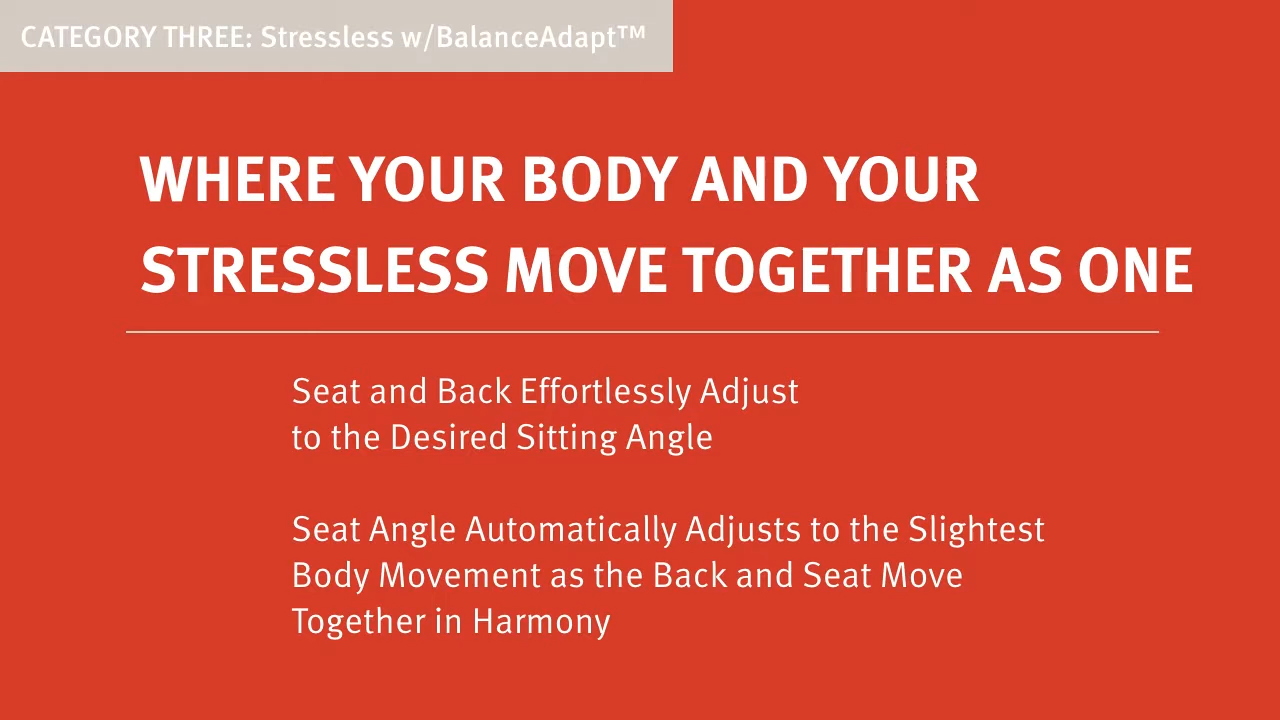 CATEGORY THREE: Stressless w/BalanceAdapt™
WHERE YOUR BODY AND YOUR
STRESSLESS MOVE TOGETHER AS ONE
Seat and Back Effortlessly Adjust
to the Desired Sitting Angle
Seat Angle Automatically Adjusts to the Slightest
Body Movement as the Back and Seat Move
Together in Harmony